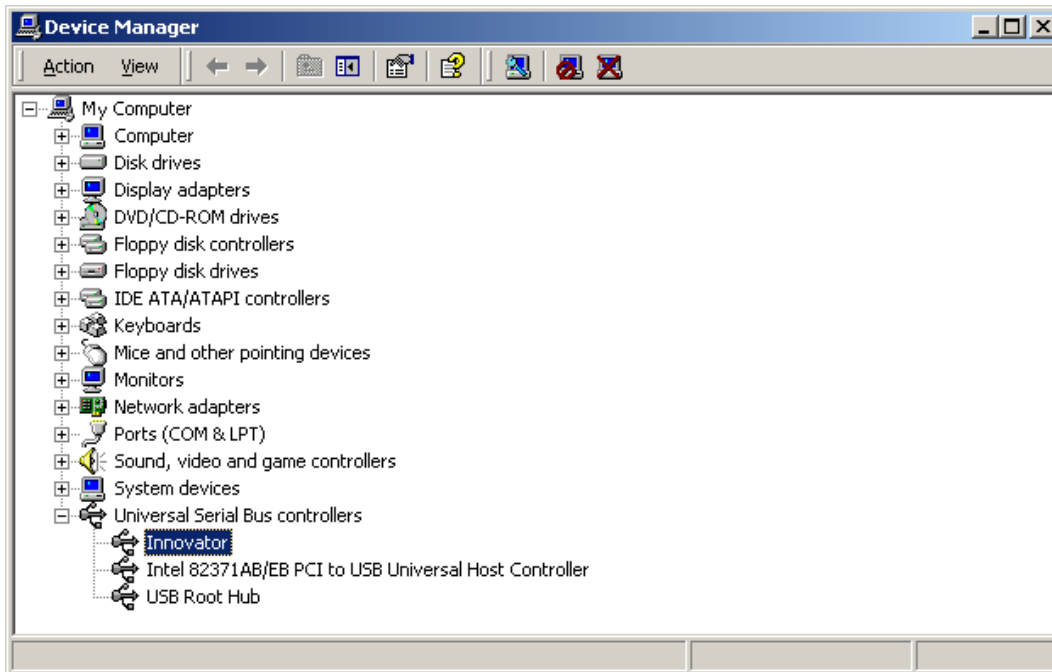 Device Manager
Action View
My Computer
Computer
Disk drives
Display adapters
DVD/CD-ROM drives
Floppy disk controllers
Floppy disk drives
IDE ATA/ATAPI controllers
Keyboards
Mice and other pointing devices
Monitors
Network adapters
Ports (COM & LPT)
Sound, video and game controllers
System devices
Universal Serial Bus controllers
Innovator
Intel 82371AB/EB PCI to USB Universal Host Controller
USB Root Hub